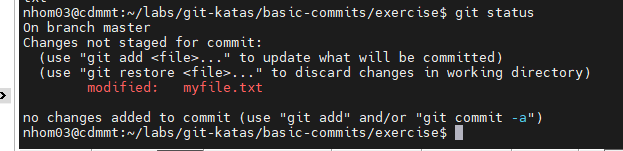 nhom03@cdmmt:~/labs/git-katas/basic-commits/exercise$ git status
On branch master
Changes not staged for commit:
  (use "git add <file>..." to update what will be committed)
  (use "git restore <file>..." to discard changes in working directory)
        modified:   myfile.txt

no changes added to commit (use "git add" and/or "git commit -a")
nhom03@cdmmt:~/labs/git-katas/basic-commits/exercise$